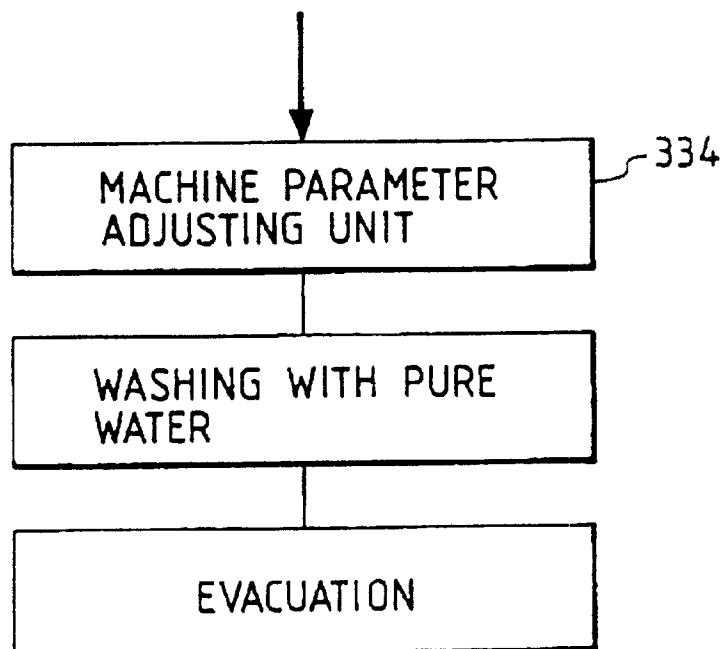 334
MACHINE PARAMETER
ADJUSTING UNIT
WASHING WITH PURE
WATER
EVACUATION